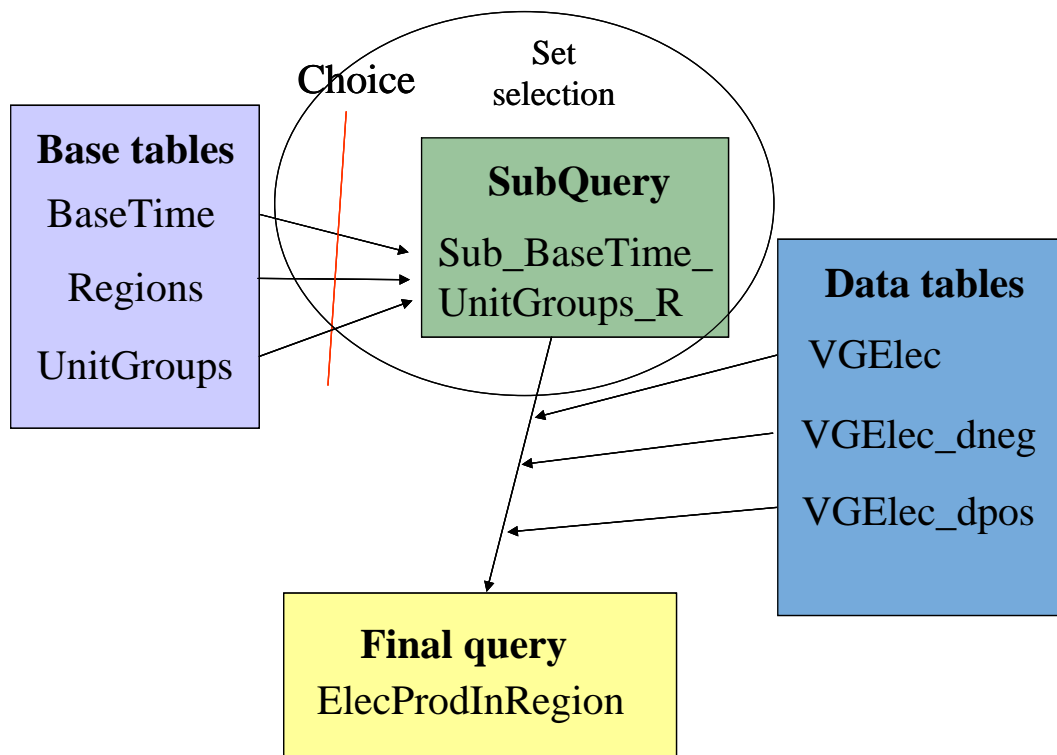 Set
selection
Choice
Base tables
BaseTime
Regions
UnitGroups
SubQuery
Sub_BaseTime_
UnitGroups_R
Data tables
VGElec
VGElec_dneg
VGElec_dpos
Final query
ElecProdInRegion